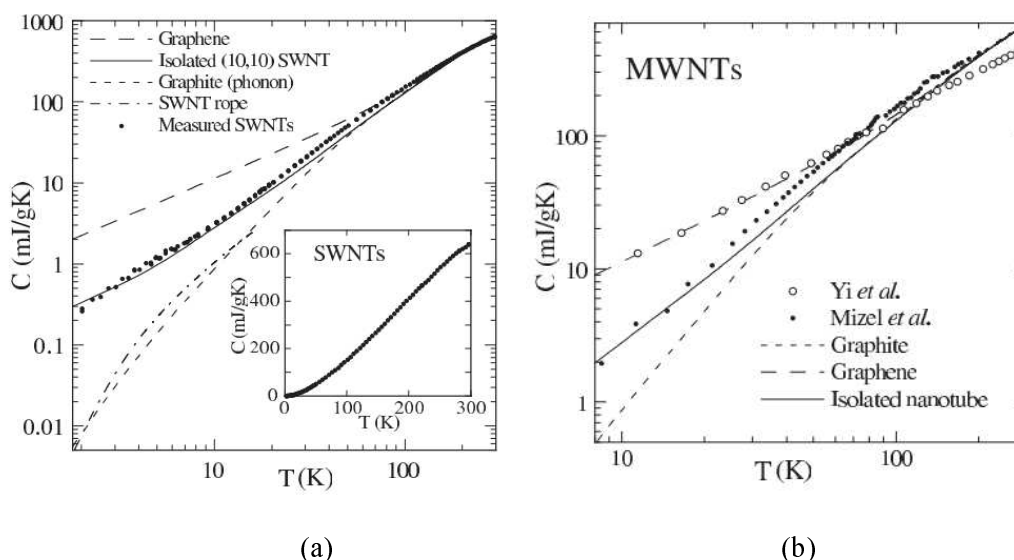 1000
100
10
1
0.1
0.01
C (mJ/gK)
Graphene
Isolated (10,10) SWNT
Graphite (phonon)
SWNT rope
Measured SWNTs
SWNTs
600
400
200
0
C (mJ/gK)
0 100 200 300
T (K)
10 100
T (K)
(a)
MWNTs
100
10
1
C (mJ/gK)
Yi et al.
Mizel et al.
Graphite
Graphene
Isolated nanotube
10 100
T (K)
(b)